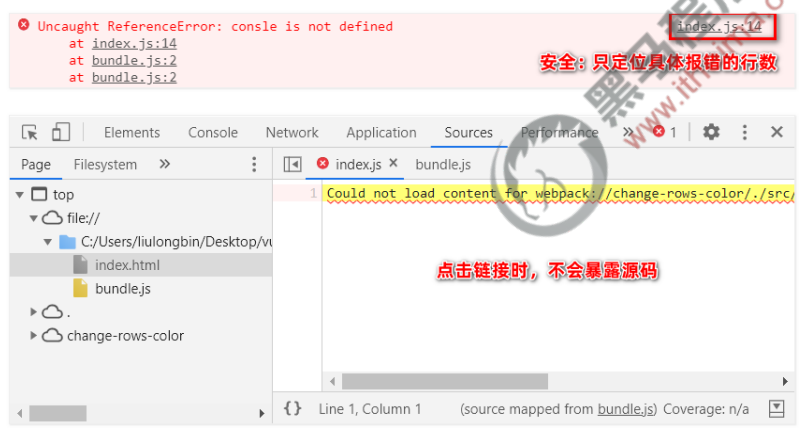 Uncaught ReferenceError: consle is not defined
index.js:14
at index.js:14
at bundle.js:2
at bundle.js:2
安全：只定位具体报错的行数
黑马程序员
www.itheima.com
Elements Console Network Application Sources Performance » 1
Page Filesystem »
index.js × bundle.js
top
file://
C:/Users/liulongbin/Desktop/vu
index.html
bundle.js
.
change-rows-color
1 Could not load content for webpack://change-rows-color/./src/
点击链接时，不会暴露源码
{} Line 1, Column 1 (source mapped from bundle.js) Coverage: n/a